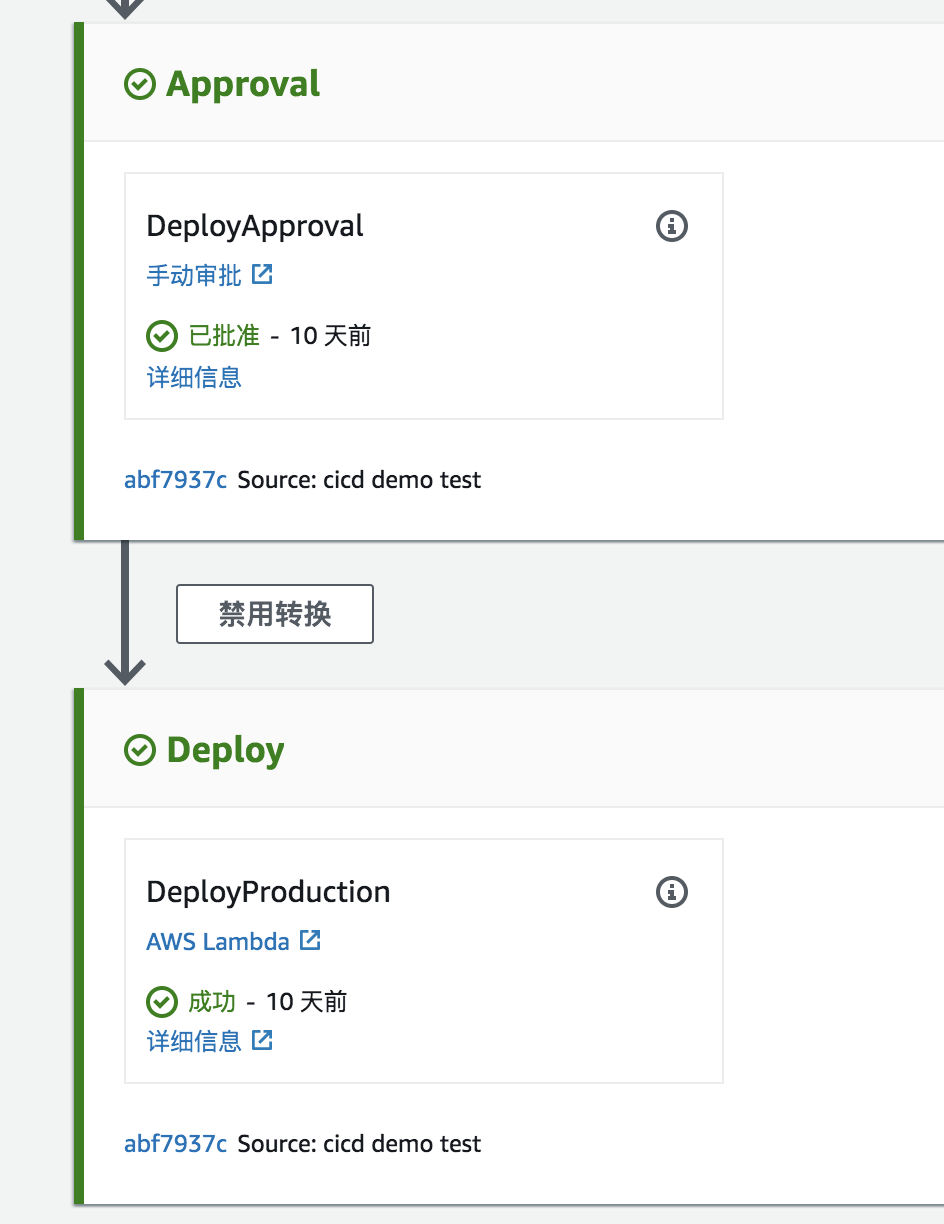 Approval
DeployApproval
手动审批
已批准 - 10 天前
详细信息
abf7937c Source: cicd demo test
禁用转换
Deploy
DeployProduction
AWS Lambda
成功 - 10 天前
详细信息
abf7937c Source: cicd demo test